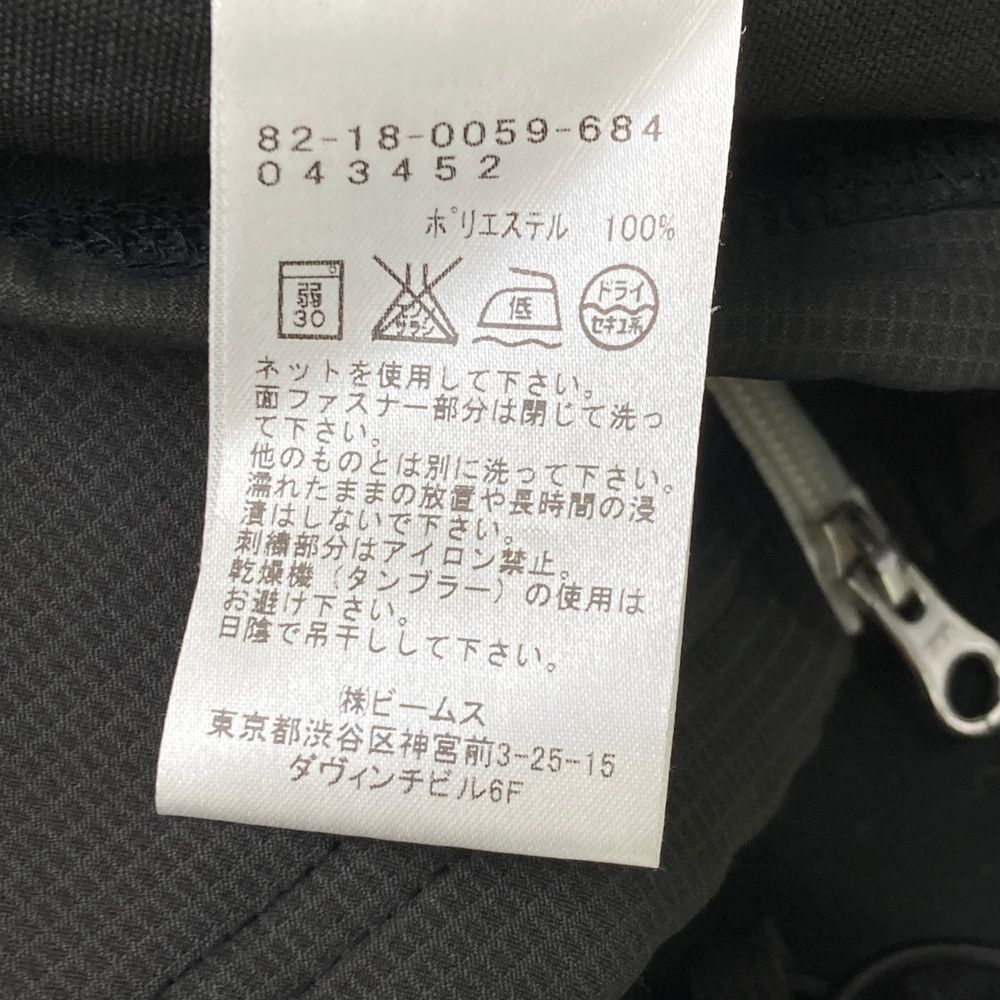 82-18-0059-684
043452
ポリエステル 100%
弱 30 エンソ サラシ 低 ドライ セキユ系
ネットを使用して下さい。
面ファスナー部分は閉じて洗っ
て下さい。
他のものとは別に洗って下さい。
濡れたままの放置や長時間の浸
漬はしないで下さい。
刺繍部分はアイロン禁止。
乾燥機(タンブラー)の使用は
お避け下さい。
日陰で吊干しして下さい。
㈱ビームス
東京都渋谷区神宮前3-25-15
ダヴィンチビル6F